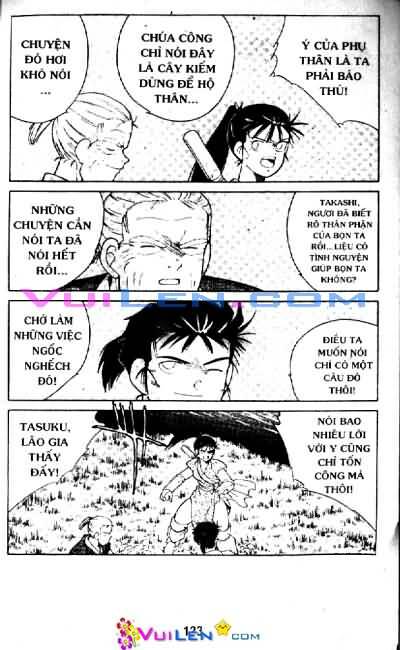 Ý CỦA PHỤ
THÂN LÀ TA
PHẢI BÁO
THÙ!
CHÚA CÔNG
CHỈ NÓI ĐÂY
LÀ CÂY KIẾM
DÙNG ĐỂ HỘ
THÂN...
CHUYỆN
ĐÓ HƠI
KHÓ NÓI
...
TAKASHI,
NGƯƠI ĐÃ BIẾT
RÕ THÂN PHẬN
CỦA BỌN TA
RỒI... LIỆU CÓ
TÌNH NGUYỆN
GIÚP BỌN TA
KHÔNG?
NHỮNG
CHUYỆN CẦN
NÓI TA ĐÃ
NÓI HẾT
RỒI...
VUILEN.COM
ĐIỀU TA
MUỐN NÓI
CHỈ CÓ MỘT
CÂU ĐÓ
THÔI!
CHỚ LÀM
NHỮNG VIỆC
NGỐC
NGHẾCH
ĐÓ!
NÓI BAO
NHIÊU LỜI
VỚI Y CŨNG
CHỈ TỐN
CÔNG MÀ
THÔI!
TASUKU,
LÃO GIA
THẤY
ĐẤY!
123
VUILEN.COM